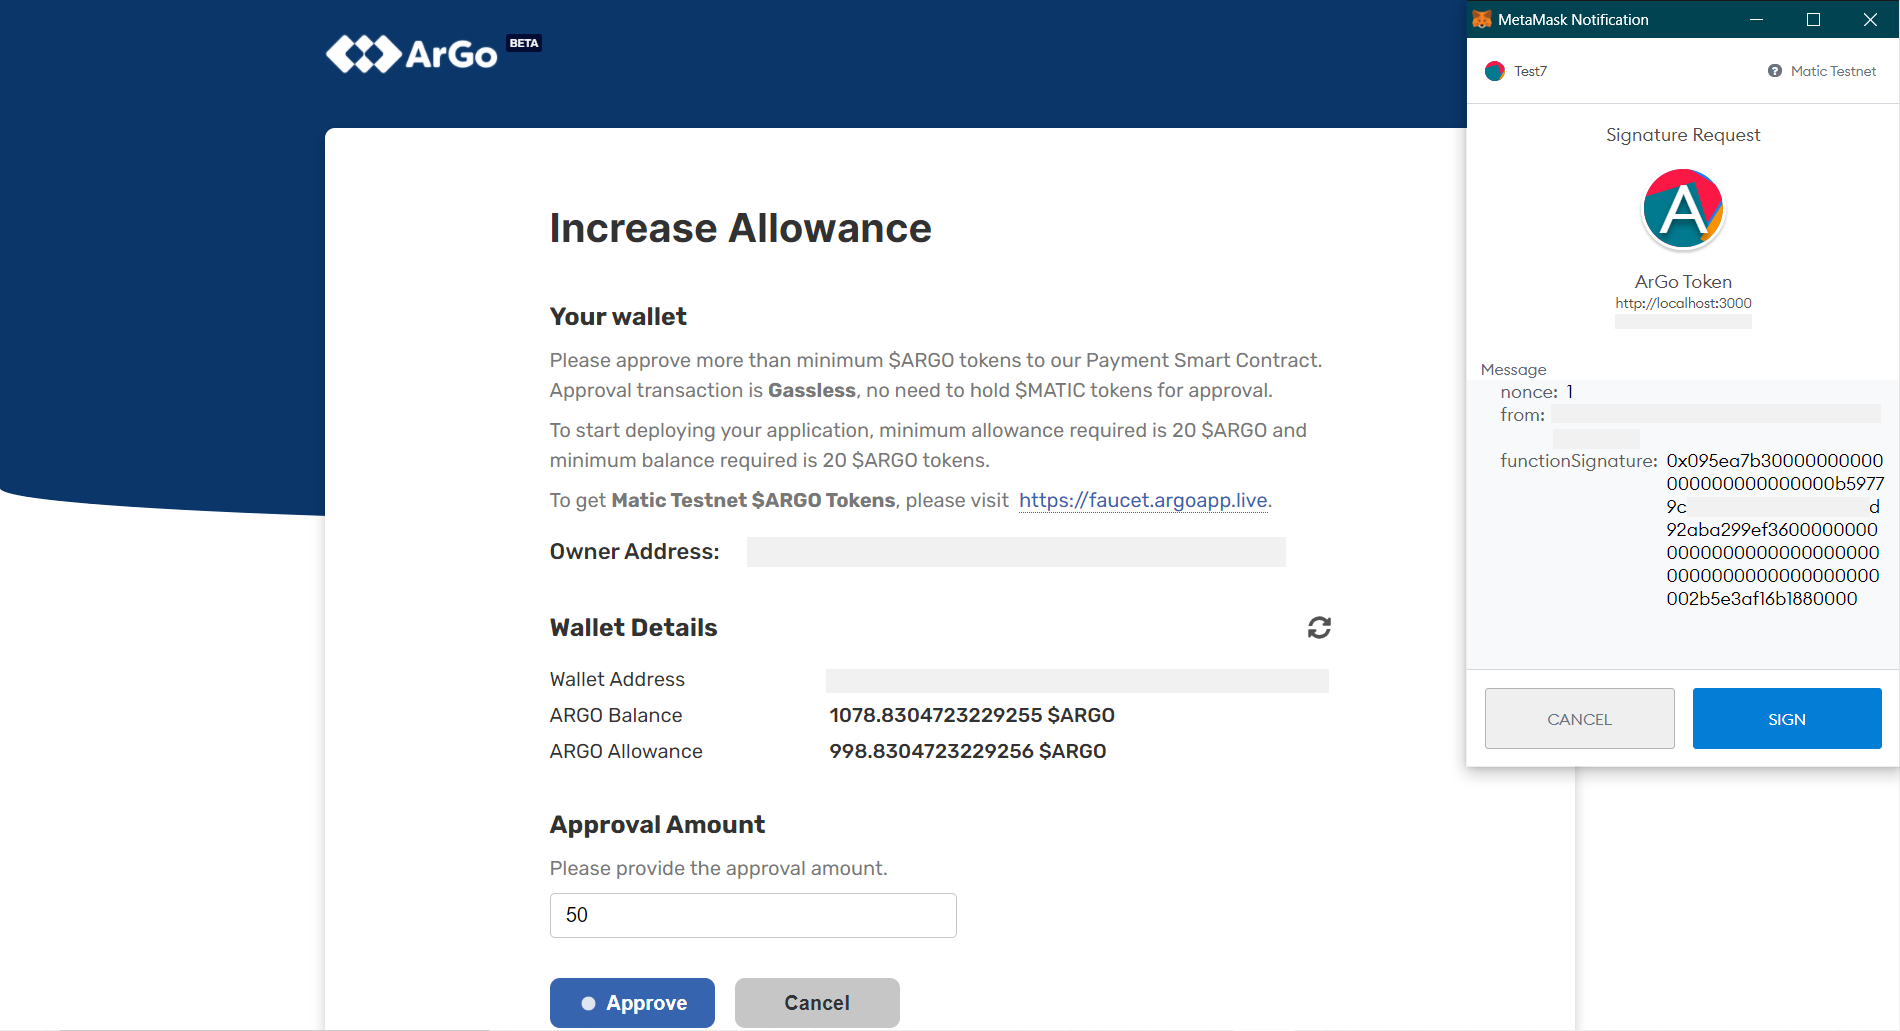 ArGo BETA
Increase Allowance
Your wallet
Please approve more than minimum $ARGO tokens to our Payment Smart Contract.
Approval transaction is Gassless, no need to hold $MATIC tokens for approval.
To start deploying your application, minimum allowance required is 20 $ARGO and
minimum balance required is 20 $ARGO tokens.
To get Matic Testnet $ARGO Tokens, please visit https://faucet.argoapp.live.
Owner Address:
Wallet Details
Wallet Address
ARGO Balance 1078.8304723229255 $ARGO
ARGO Allowance 998.8304723229256 $ARGO
Approval Amount
Please provide the approval amount.
50
Approve Cancel
MetaMask Notification
Test7 Matic Testnet
Signature Request
A
ArGo Token
http://localhost:3000
Message
nonce: 1
from:
functionSignature: 0x095ea7b30000000000
000000000000000b5977
9c d
92aba299ef3600000000
00000000000000000000
00000000000000000000
002b5e3af16b1880000
CANCEL SIGN